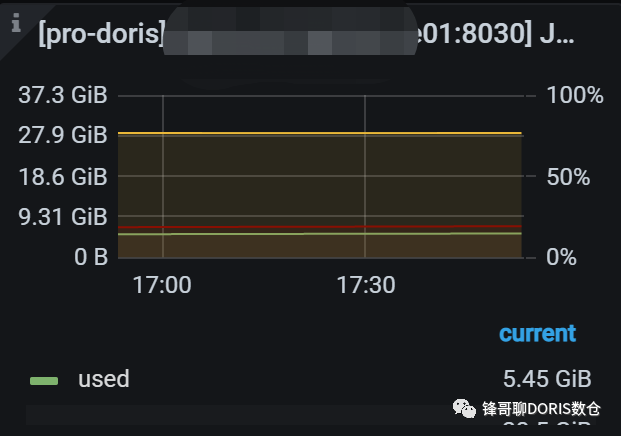 [pro-doris] e01:8030] J...
37.3 GiB 100%
27.9 GiB
18.6 GiB 50%
9.31 GiB
0 B 0%
17:00 17:30
current
used 5.45 GiB
锋哥聊DORIS数仓